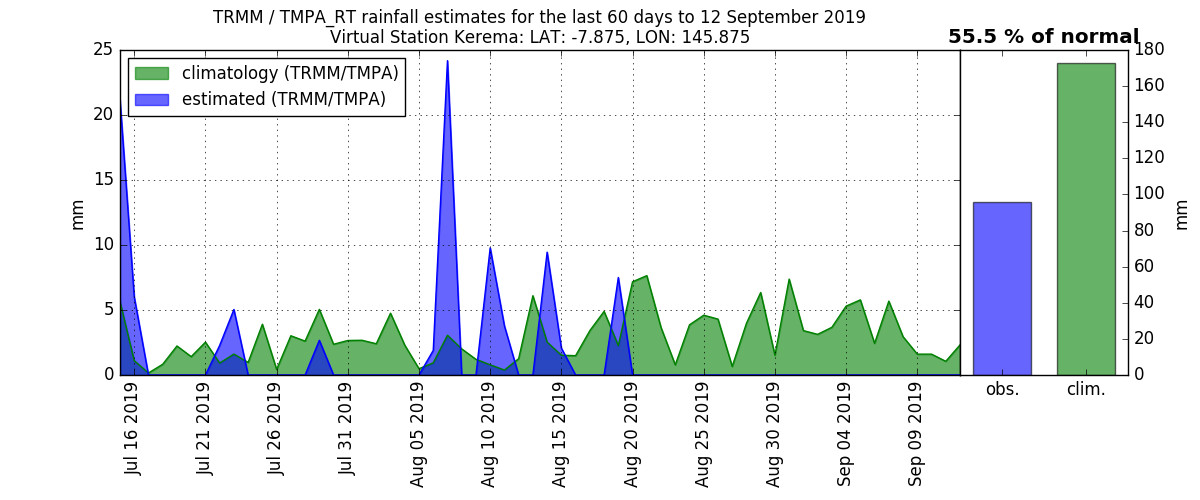 TRMM / TMPA_RT rainfall estimates for the last 60 days to 12 September 2019
Virtual Station Kerema: LAT: -7.875, LON: 145.875
55.5 % of normal
climatology (TRMM/TMPA)
estimated (TRMM/TMPA)
25
20
15
10
5
0
mm
Jul 16 2019
Jul 21 2019
Jul 26 2019
Jul 31 2019
Aug 05 2019
Aug 10 2019
Aug 15 2019
Aug 20 2019
Aug 25 2019
Aug 30 2019
Sep 04 2019
Sep 09 2019
obs.
clim.
180
160
140
120
100
80
60
40
20
0
mm